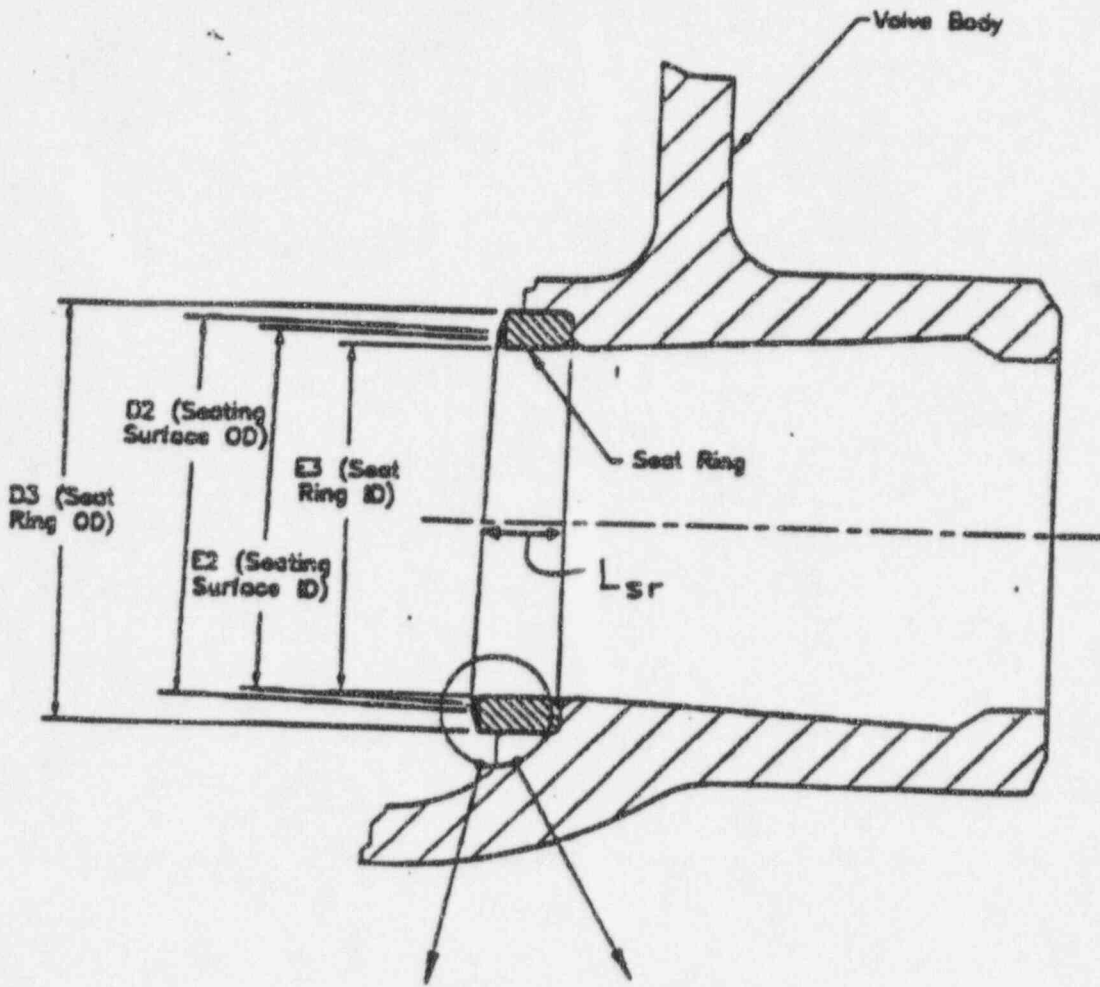 Valve Body
D2 (Seating
Surface OD)
E3 (Seat
Ring ID)
Seat Ring
D3 (Seat
Ring OD)
E2 (Seating
Surface ID)
Lsr